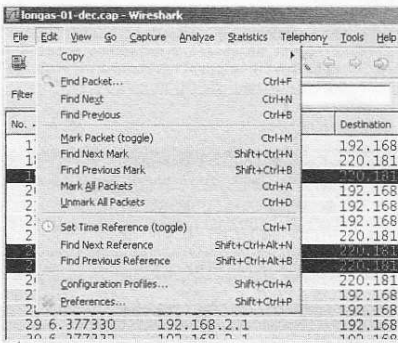 longas-01-dec.cap - Wireshark
File Edit View Go Capture Analyze Statistics Telephony Tools Help
Copy
Find Packet... Ctrl+F
Find Next Ctrl+N
Find Previous Ctrl+B
Mark Packet (toggle) Ctrl+M
Find Next Mark Shift+Ctrl+N
Find Previous Mark Shift+Ctrl+B
Mark All Packets Ctrl+A
Unmark All Packets Ctrl+D
Set Time Reference (toggle) Ctrl+T
Find Next Reference Shift+Ctrl+Alt+N
Find Previous Reference Shift+Ctrl+Alt+B
Configuration Profiles... Shift+Ctrl+A
Preferences... Shift+Ctrl+P
Filter
No. . Destination
192.168
220.181
220.181
192.168
192.168
192.168
220.181
220.181
220.181
220.181
192.168
192.168
29 6.377330 192.168.2.1 192.168